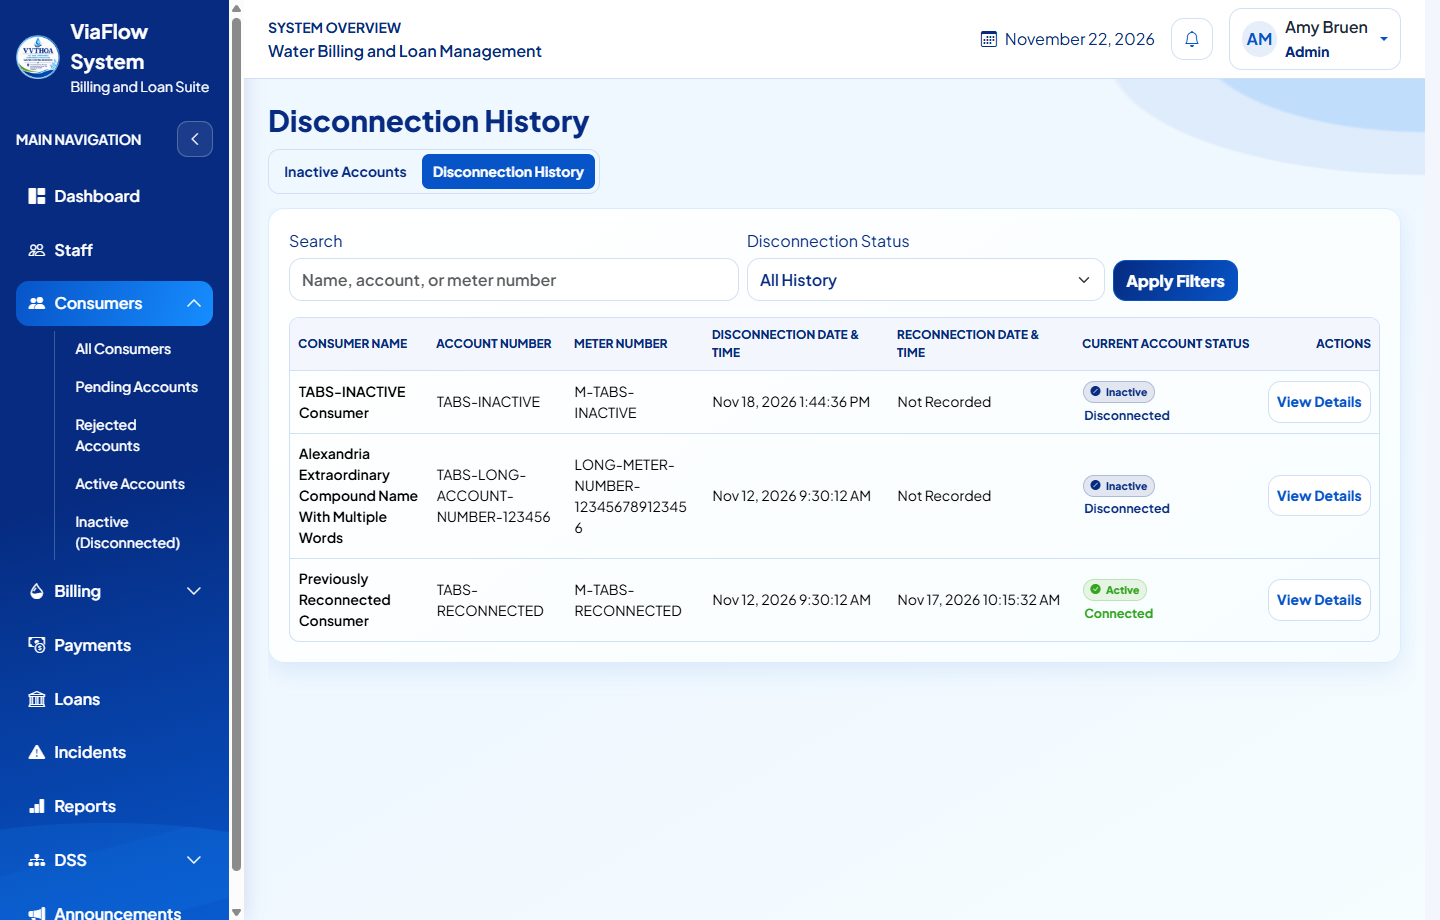 ViaFlow
System
Billing and Loan Suite
VVTHOA
MAIN NAVIGATION
Dashboard
Staff
Consumers
All Consumers
Pending Accounts
Rejected
Accounts
Active Accounts
Inactive
(Disconnected)
Billing
Payments
Loans
Incidents
Reports
DSS
Announcements
SYSTEM OVERVIEW
Water Billing and Loan Management
November 22, 2026
AM
Amy Bruen
Admin
Disconnection History
Inactive Accounts
Disconnection History
Search
Disconnection Status
Name, account, or meter number
All History
Apply Filters
CONSUMER NAME
ACCOUNT NUMBER
METER NUMBER
DISCONNECTION DATE &
TIME
RECONNECTION DATE &
TIME
CURRENT ACCOUNT STATUS
ACTIONS
TABS-INACTIVE
Consumer
TABS-INACTIVE
M-TABS-
INACTIVE
Nov 18, 2026 1:44:36 PM
Not Recorded
Inactive
Disconnected
View Details
Alexandria
Extraordinary
Compound Name
With Multiple
Words
TABS-LONG-
ACCOUNT-
NUMBER-123456
LONG-METER-
NUMBER-
12345678912345
6
Nov 12, 2026 9:30:12 AM
Not Recorded
Inactive
Disconnected
View Details
Previously
Reconnected
Consumer
TABS-
RECONNECTED
M-TABS-
RECONNECTED
Nov 12, 2026 9:30:12 AM
Nov 17, 2026 10:15:32 AM
Active
Connected
View Details